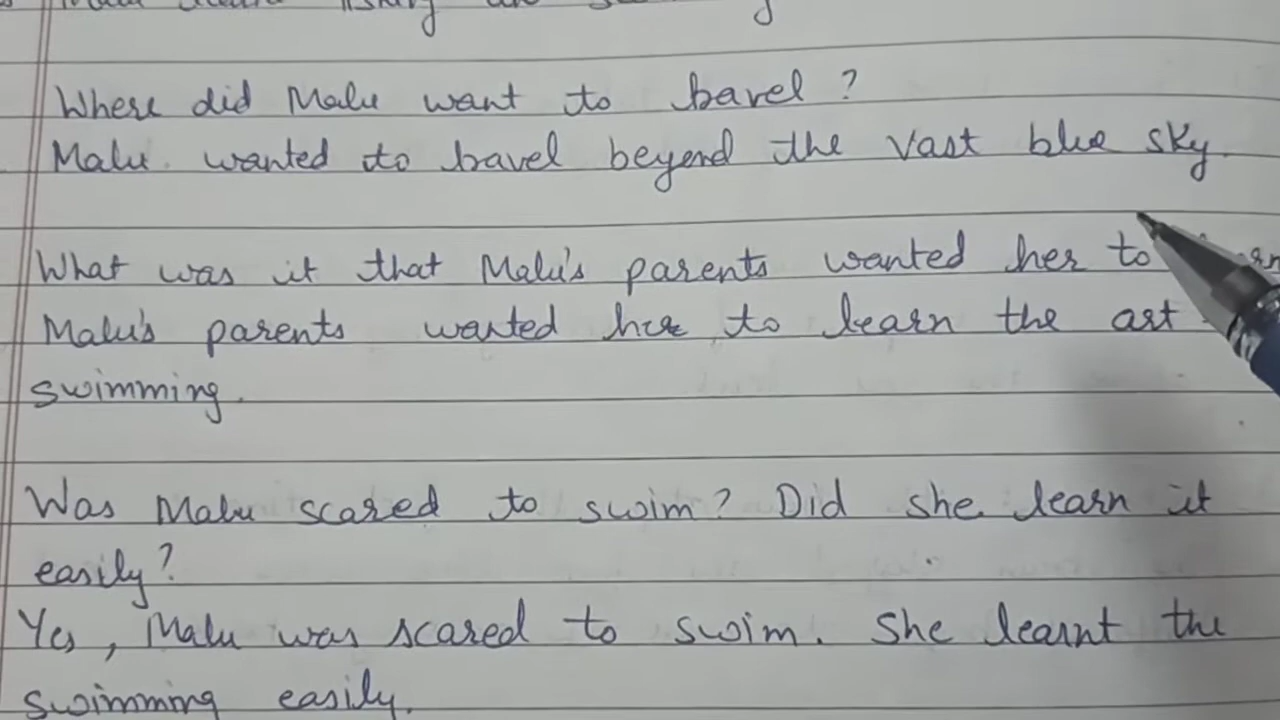 Where did Malu want to travel ?
Malu wanted to travel beyond the vast blue sky.
What was it that Malu's parents wanted her to
Malu's parents wanted her to learn the art
swimming.
Was Malu scared to swim? Did she learn it
easily?
Yes, Malu was scared to swim. She learnt the
swimming easily.